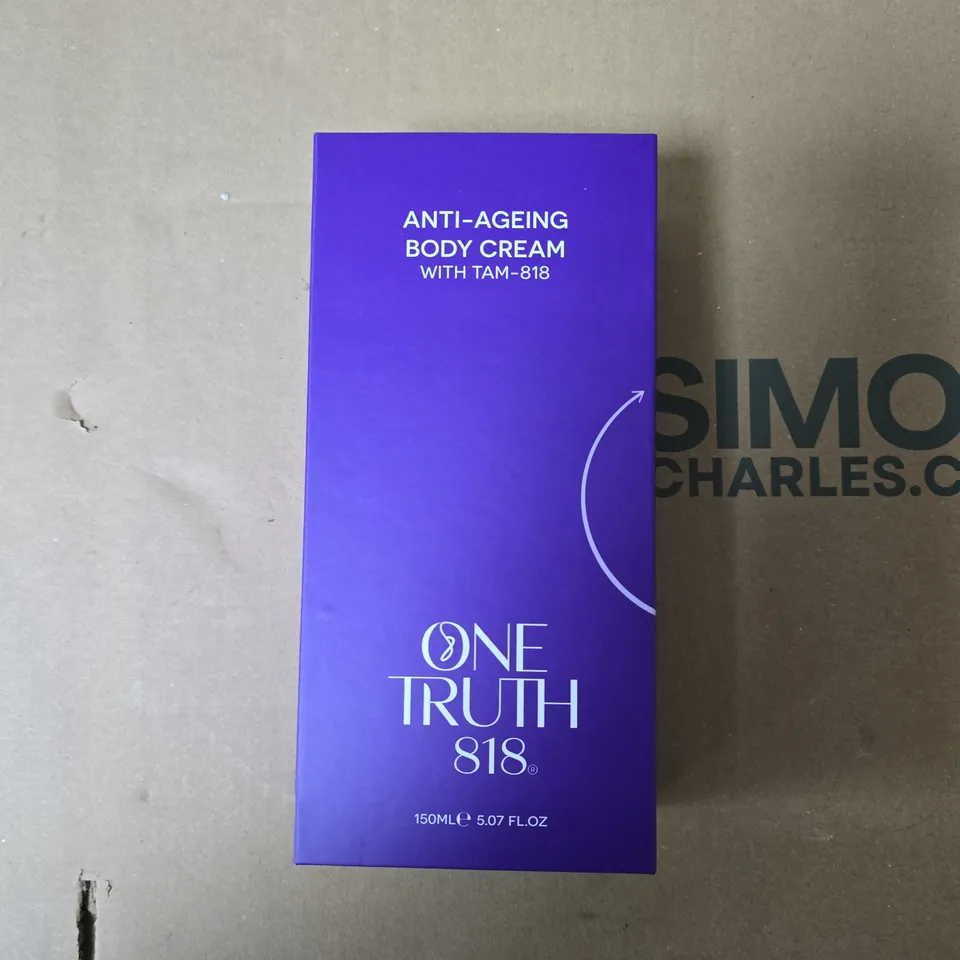 ANTI-AGEING
BODY CREAM
WITH TAM-818
SIMO
CHARLES.C
ONE
TRUTH
818®
150ML℮ 5.07 FL.OZ